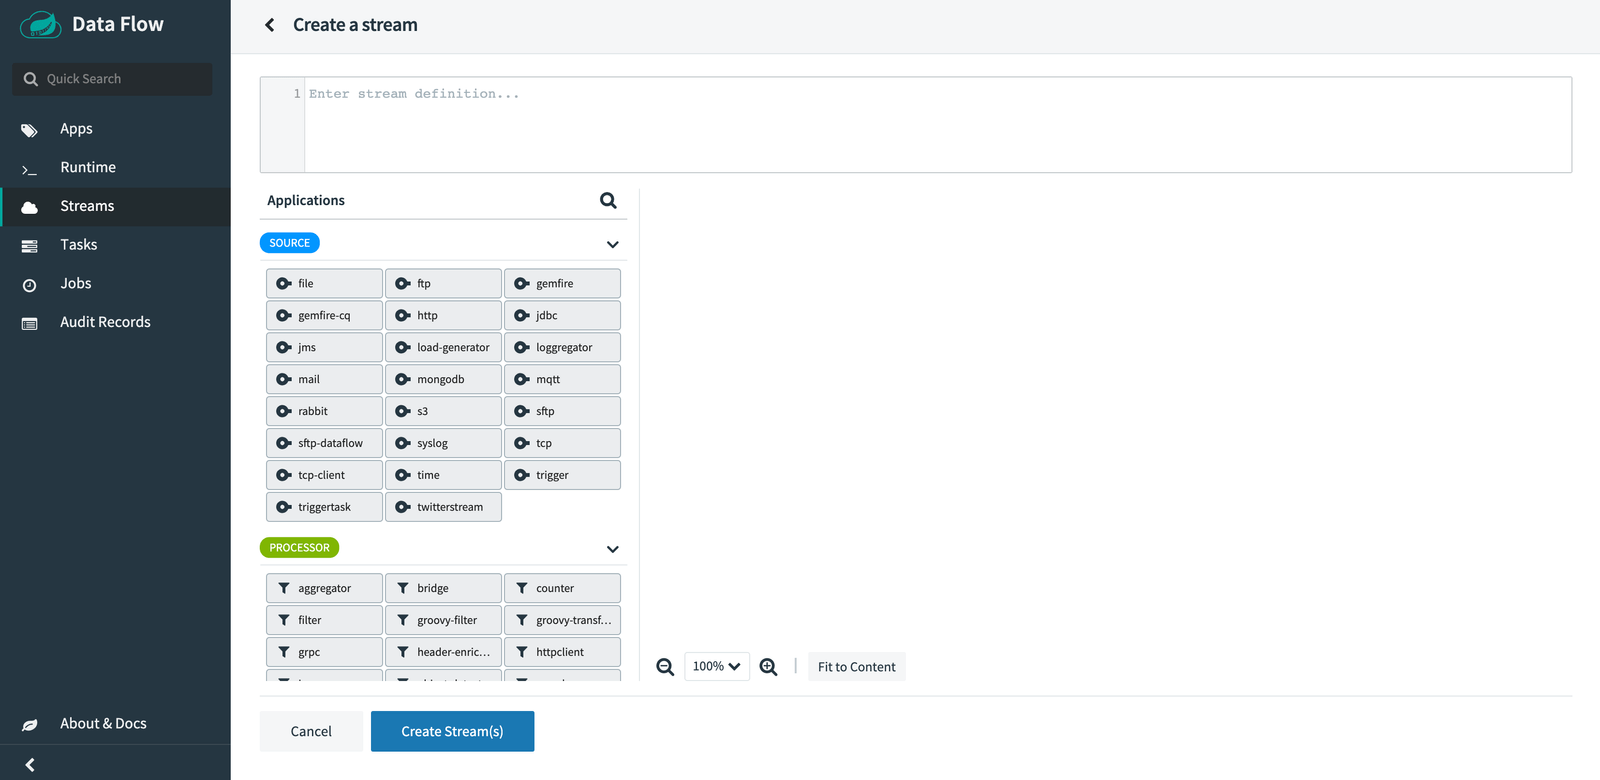 Data Flow
Quick Search
Apps
Runtime
Streams
Tasks
Jobs
Audit Records
About & Docs
Create a stream
1 Enter stream definition...
Applications
SOURCE
file ftp gemfire
gemfire-cq http jdbc
jms load-generator loggregator
mail mongodb mqtt
rabbit s3 sftp
sftp-dataflow syslog tcp
tcp-client time trigger
triggertask twitterstream
PROCESSOR
aggregator bridge counter
filter groovy-filter groovy-transf...
grpc header-enric... httpclient
100% Fit to Content
Cancel Create Stream(s)